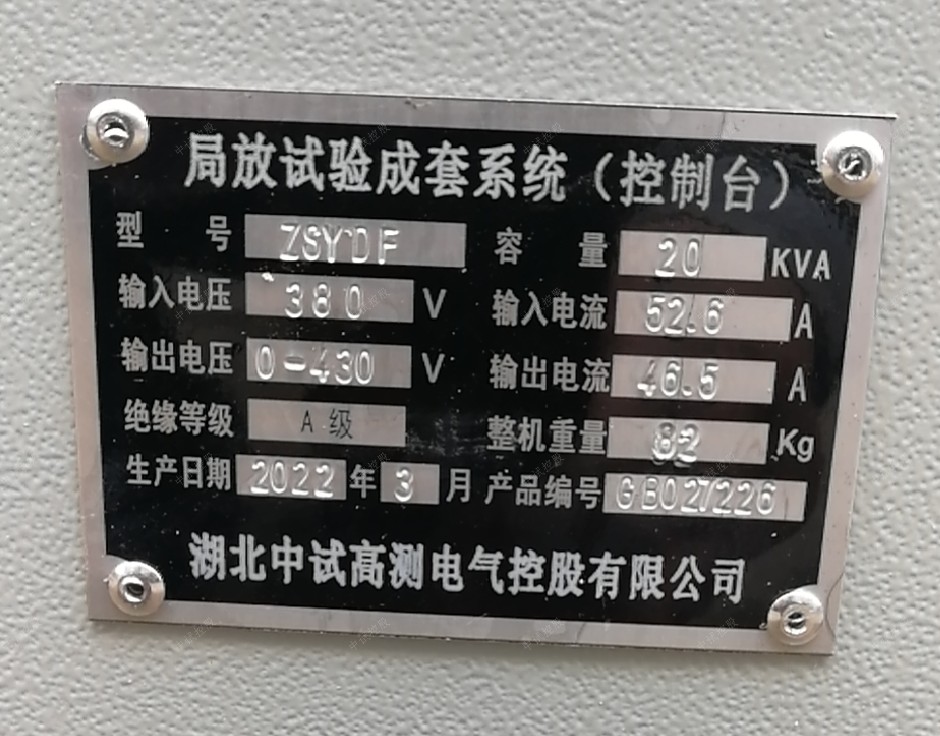 局放试验成套系统（控制台）
型 号 ZSYDF 容 量 20 KVA
输入电压 380 V 输入电流 52.6 A
输出电压 0-430 V 输出电流 46.5 A
绝缘等级 A 级 整机重量 82 Kg
生产日期 2022 年 3 月 产品编号 GB027226
湖北中试高测电气控股有限公司